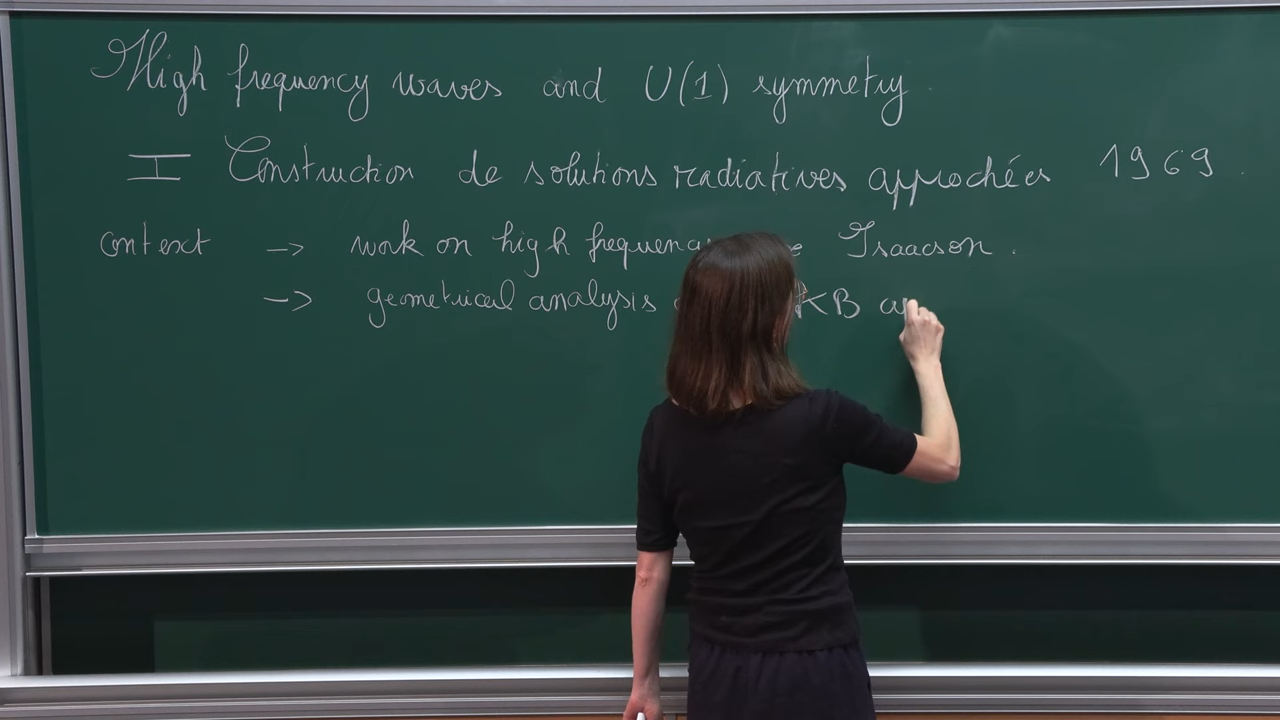 High frequency waves and U(1) symmetry
I Construction de solutions radiatives approchées 1969.
context -> work on high frequenc Isaacson.
-> geometrical analysis KB ap